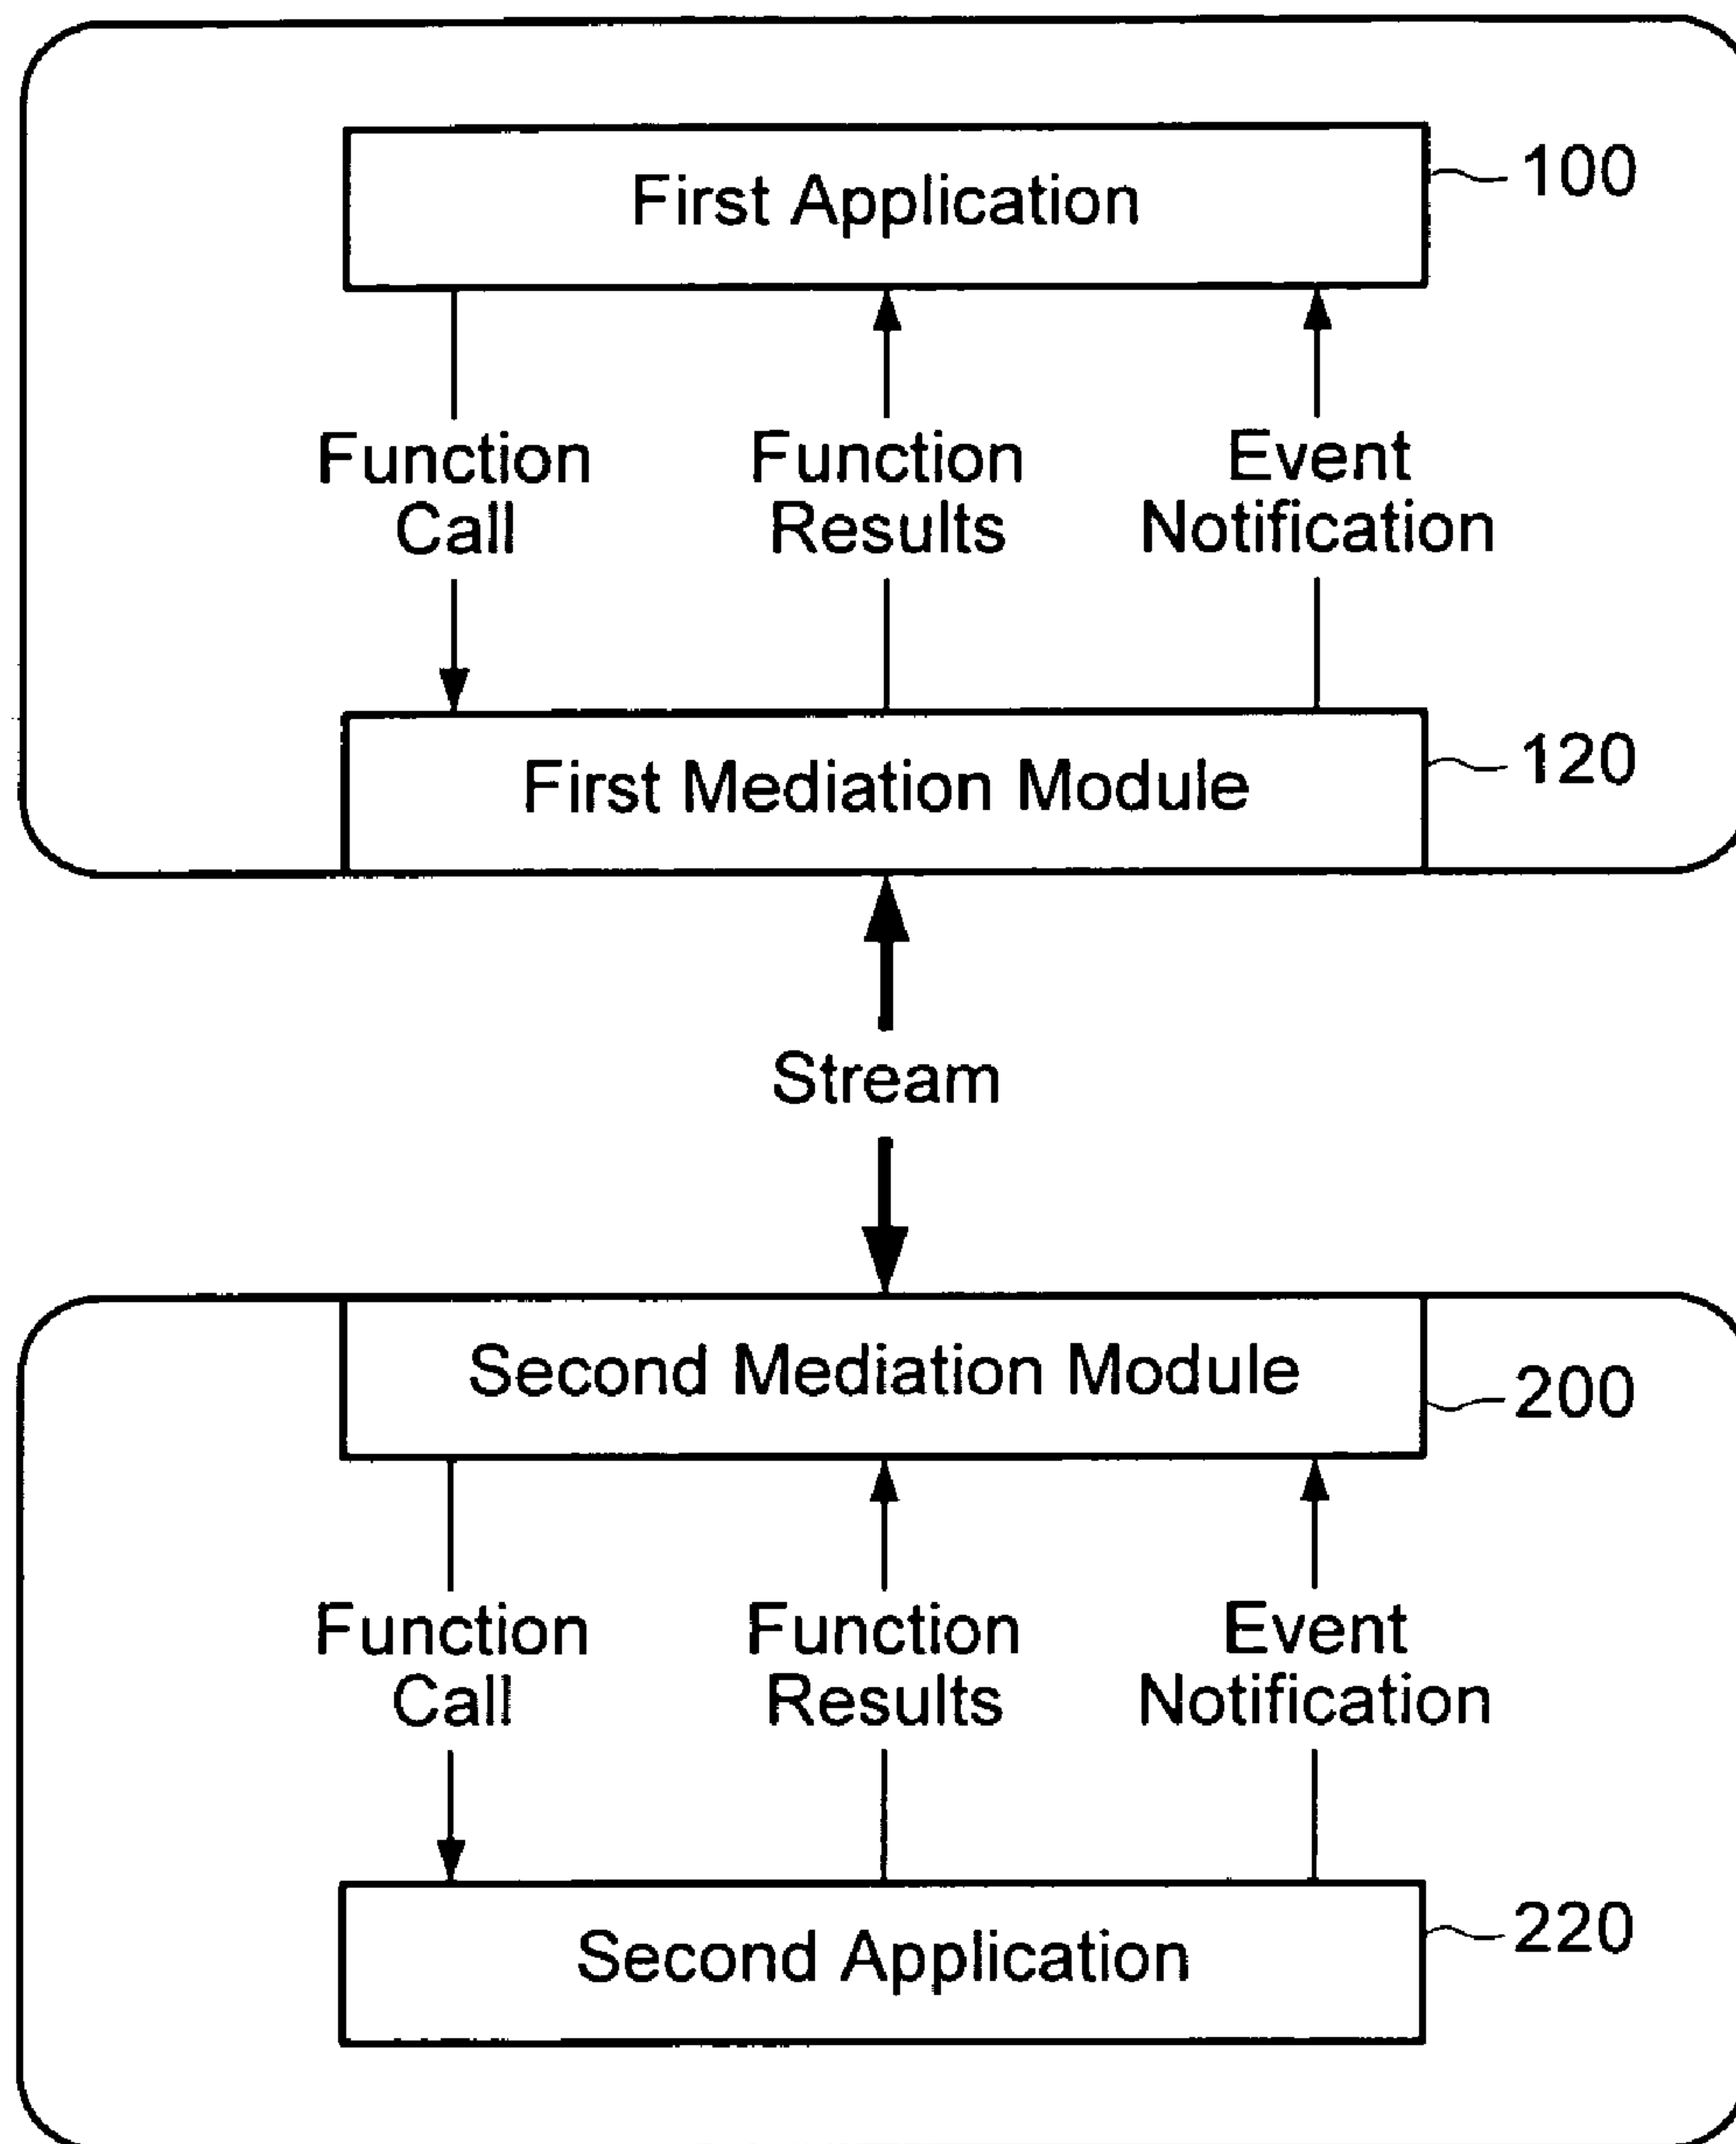 First Application
100
Function
Call
Function
Results
Event
Notification
First Mediation Module
120
Stream
Second Mediation Module
200
Function
Call
Function
Results
Event
Notification
Second Application
220